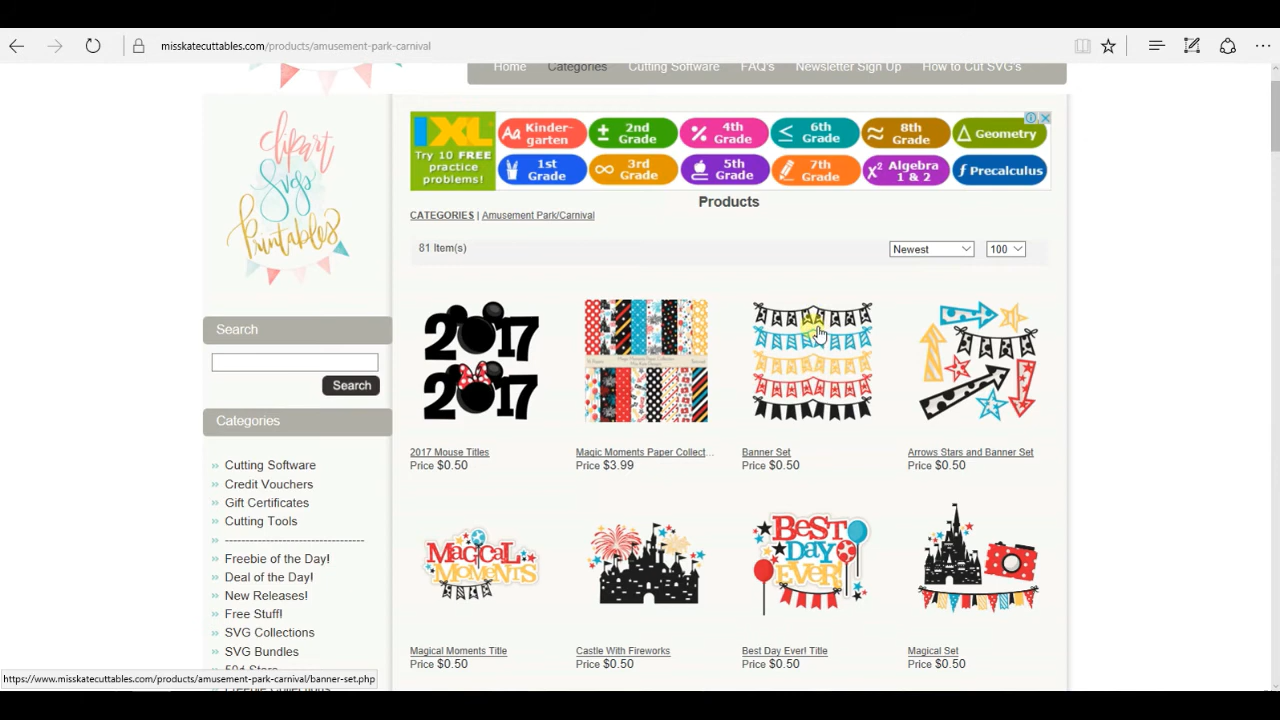 misskatecuttables.com/products/amusement-park-carnival
Home Categories Cutting Software FAQ's Newsletter Sign Up How to Cut SVG's
clipart
SVGs
Printables
IXL
Try 10 FREE
practice
problems!
Aa Kinder-
garten
2nd
Grade
4th
Grade
6th
Grade
8th
Grade
Geometry
1st
Grade
3rd
Grade
5th
Grade
7th
Grade
x² Algebra
1 & 2
Precalculus
Products
CATEGORIES | Amusement Park/Carnival
81 Item(s)
Newest
100
Search
Search
Categories
Cutting Software
Credit Vouchers
Gift Certificates
Cutting Tools
-----------------------------------
Freebie of the Day!
Deal of the Day!
New Releases!
Free Stuff!
SVG Collections
SVG Bundles
2017
2017
2017 Mouse Titles
Price $0.50
Magic Moments Paper Collect...
Price $3.99
Banner Set
Price $0.50
Arrows Stars and Banner Set
Price $0.50
MAGICAL
MOMENTS
BEST
DAY
EVER!
Magical Moments Title
Price $0.50
Castle With Fireworks
Price $0.50
Best Day Ever! Title
Price $0.50
Magical Set
Price $0.50
https://www.misskatecuttables.com/products/amusement-park-carnival/banner-set.php